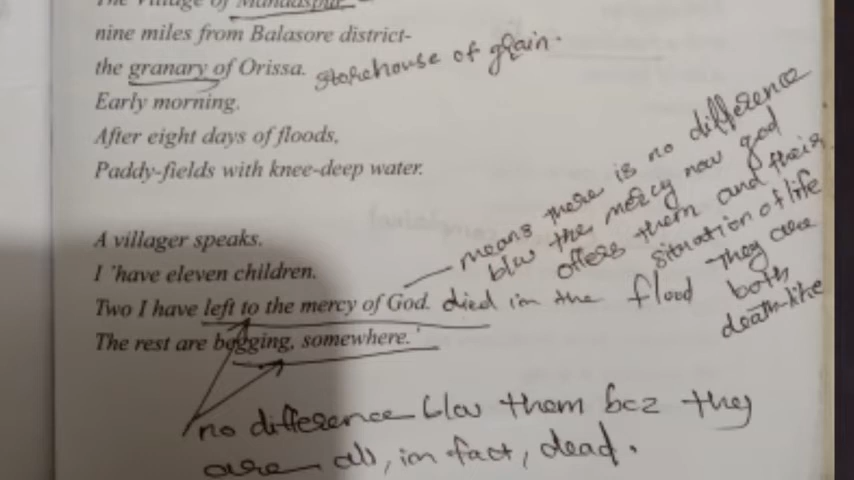 The Village of Mandaspur
nine miles from Balasore district-
the granary of Orissa. storehouse of grain.
Early morning.
After eight days of floods,
Paddy-fields with knee-deep water.
A villager speaks.
I 'have eleven children.
Two I have left to the mercy of God. died in the flood
The rest are begging, somewhere.'
means there is no difference
b/w the mercy now god
offers them and their
situation of life
They are
both
death-like
no difference b/w them bcz they
are all, in fact, dead.